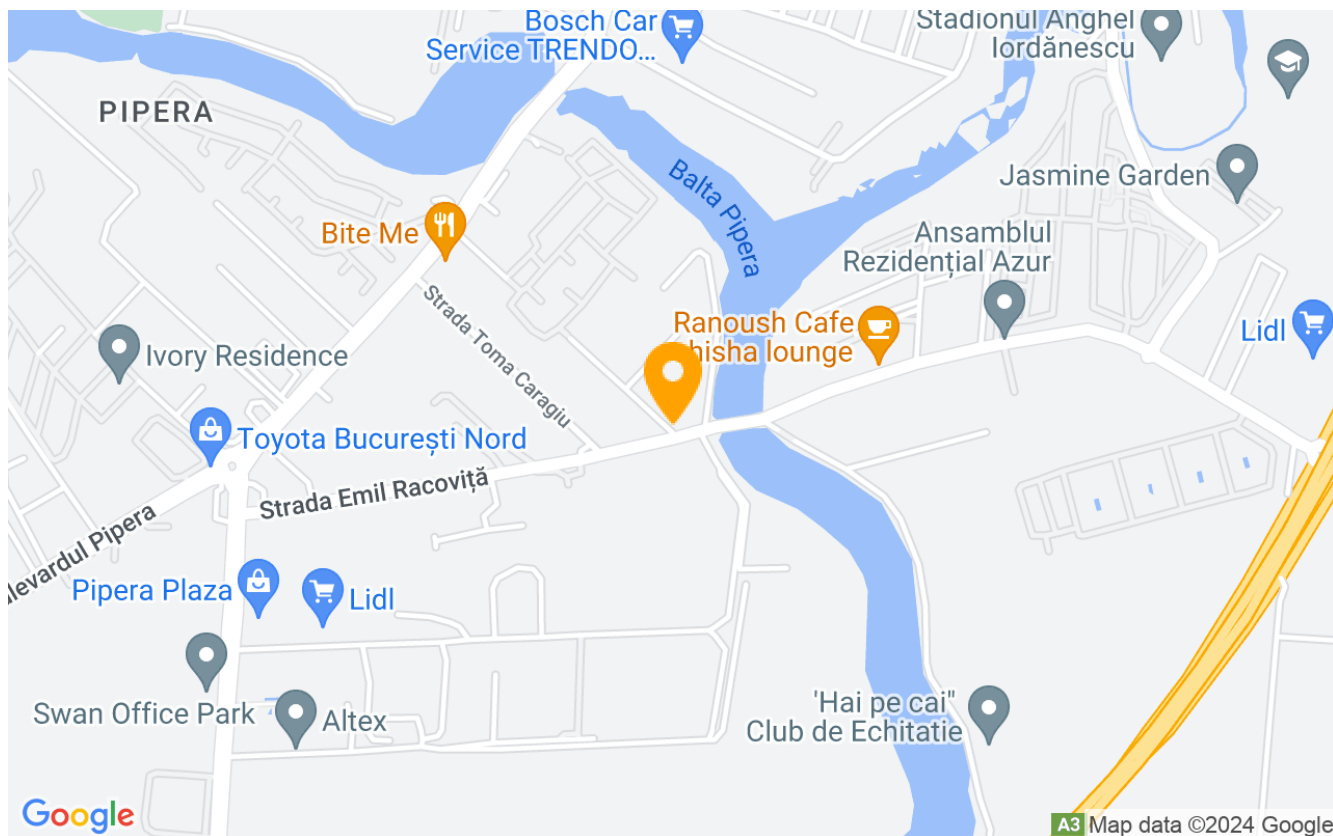 Bosch Car
Service TRENDO...
Stadionul Anghel
Iordănescu
PIPERA
Balta Pipera
Jasmine Garden
Bite Me
Ansamblul
Rezidențial Azur
Strada Toma Caragiu
Ranoush Cafe
hisha lounge
Lidl
Ivory Residence
Toyota București Nord
Strada Emil Racoviță
levardul Pipera
Pipera Plaza
Lidl
Swan Office Park
Altex
'Hai pe cai"
Club de Echitatie
Google
A3
Map data ©2024 Google